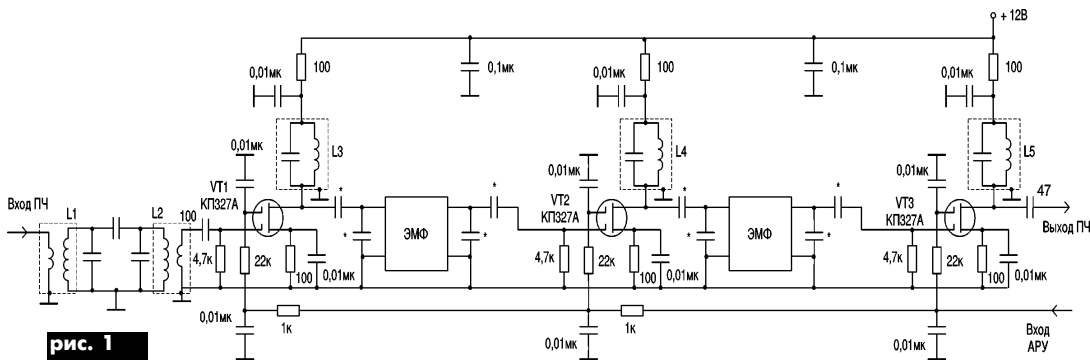 + 12В
0,01мк
100
0,1мк
0,01мк
100
0,1мк
0,01мк
100
L3
L4
L5
0,01мк
0,01мк
0,01мк
VT1
КП327А
VT2
КП327А
VT3
КП327А
47
Вход ПЧ
L1
L2
100
*
*
*
*
*
*
*
*
ЭМФ
ЭМФ
Выход ПЧ
4,7к
22к
100
0,01мк
4,7к
22к
100
0,01мк
4,7к
22к
100
0,01мк
0,01мк
1к
0,01мк
1к
0,01мк
Вход
АРУ
рис. 1